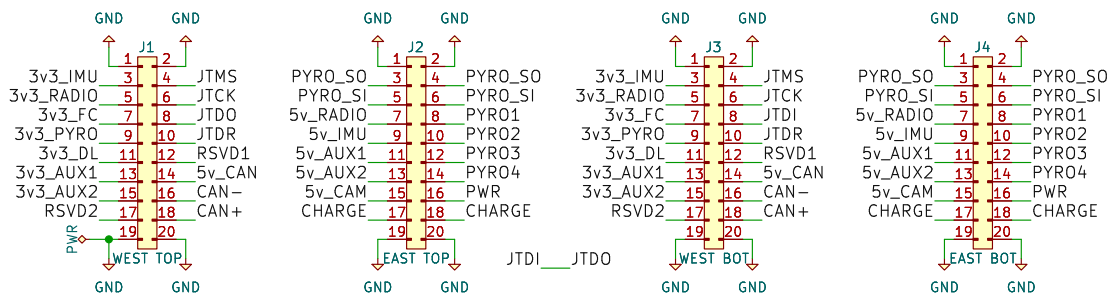 GND GND GND GND GND GND GND GND
J1 J2 J3 J4
1 2 1 2 1 2 1 2
3v3_IMU 3 4 JTMS PYRO_SO 3 4 PYRO_SO 3v3_IMU 3 4 JTMS PYRO_SO 3 4 PYRO_SO
3v3_RADIO 5 6 JTCK PYRO_SI 5 6 PYRO_SI 3v3_RADIO 5 6 JTCK PYRO_SI 5 6 PYRO_SI
3v3_FC 7 8 JTDO 5v_RADIO 7 8 PYRO1 3v3_FC 7 8 JTDI 5v_RADIO 7 8 PYRO1
3v3_PYRO 9 10 JTDR 5v_IMU 9 10 PYRO2 3v3_PYRO 9 10 JTDR 5v_IMU 9 10 PYRO2
3v3_DL 11 12 RSVD1 5v_AUX1 11 12 PYRO3 3v3_DL 11 12 RSVD1 5v_AUX1 11 12 PYRO3
3v3_AUX1 13 14 5v_CAN 5v_AUX2 13 14 PYRO4 3v3_AUX1 13 14 5v_CAN 5v_AUX2 13 14 PYRO4
3v3_AUX2 15 16 CAN- 5v_CAM 15 16 PWR 3v3_AUX2 15 16 CAN- 5v_CAM 15 16 PWR
RSVD2 17 18 CAN+ CHARGE 17 18 CHARGE RSVD2 17 18 CAN+ CHARGE 17 18 CHARGE
PWR 19 20 19 20 19 20 19 20
WEST TOP EAST TOP JTDI JTDO WEST BOT EAST BOT
GND GND GND GND GND GND GND GND